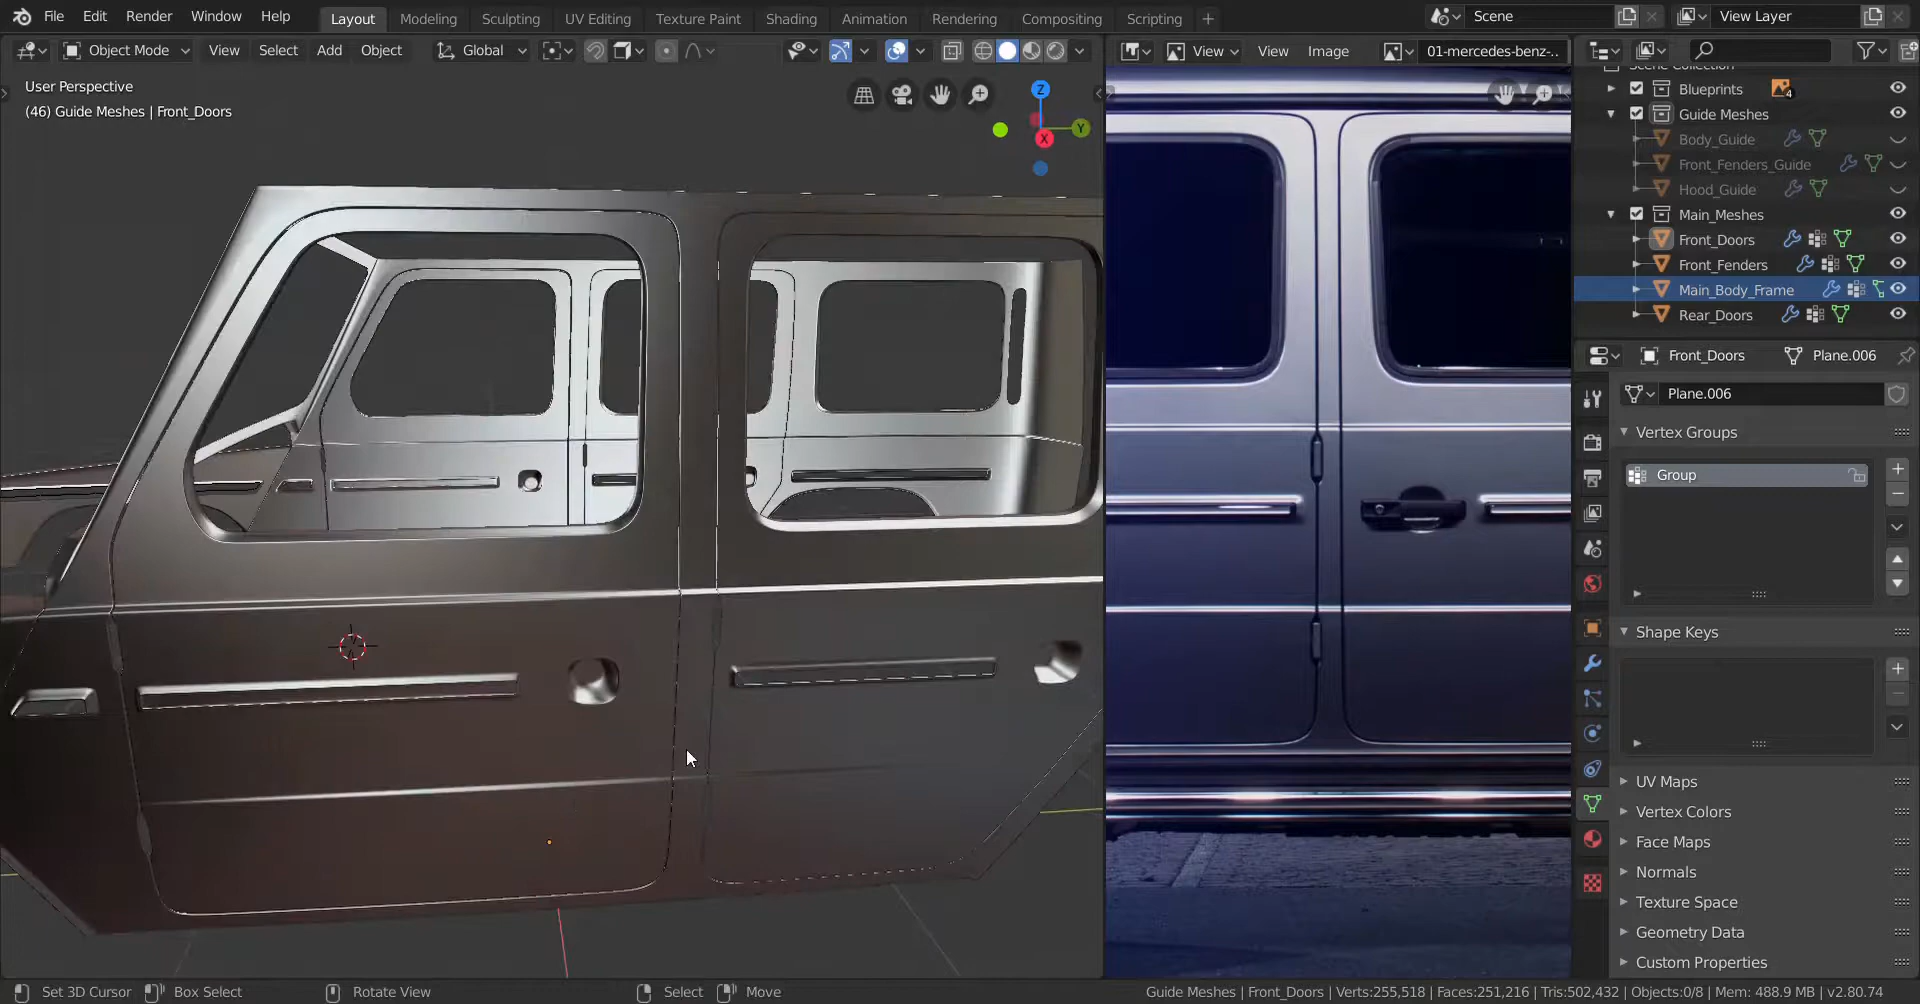 File Edit Render Window Help Layout Modeling Sculpting UV Editing Texture Paint Shading Animation Rendering Compositing Scripting + Scene View Layer
Object Mode View Select Add Object Global View View Image 01-mercedes-benz-..
User Perspective
(46) Guide Meshes | Front_Doors
Z
Y
X
Scene Collection
Blueprints 4
Guide Meshes
Body_Guide
Front_Fenders_Guide
Hood_Guide
Main_Meshes
Front_Doors
Front_Fenders
Main_Body_Frame
Rear_Doors
Front_Doors Plane.006
Plane.006
Vertex Groups
Group
Shape Keys
UV Maps
Vertex Colors
Face Maps
Normals
Texture Space
Geometry Data
Custom Properties
Set 3D Cursor Box Select Rotate View Select Move Guide Meshes | Front_Doors | Verts:255,518 | Faces:251,216 | Tris:502,432 | Objects:0/8 | Mem: 488.9 MB | v2.80.74